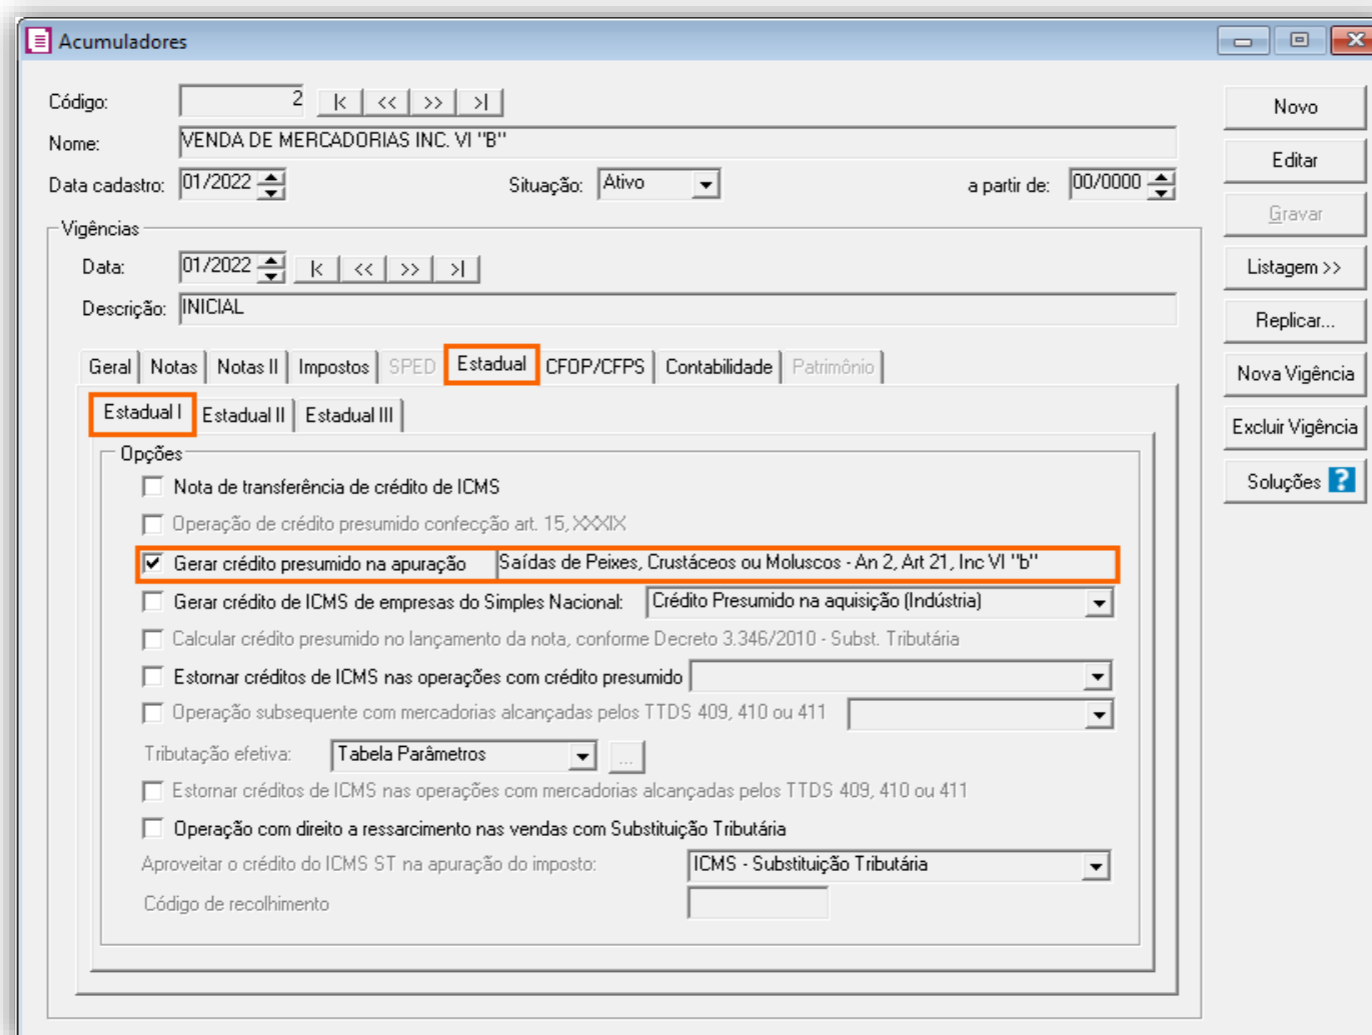 Acumuladores
Código: 2 |< << >> >|
Novo
Nome: VENDA DE MERCADORIAS INC. VI "B"
Editar
Data cadastro: 01/2022 Situação: Ativo a partir de: 00/0000
Gravar
Vigências
Data: 01/2022 |< << >> >|
Listagem >>
Descrição: INICIAL
Replicar...
Geral Notas Notas II Impostos SPED Estadual CFOP/CFPS Contabilidade Patrimônio
Nova Vigência
Estadual I Estadual II Estadual III
Excluir Vigência
Opções
Nota de transferência de crédito de ICMS
Soluções ?
Operação de crédito presumido confecção art. 15, XXXIX
Gerar crédito presumido na apuração Saídas de Peixes, Crustáceos ou Moluscos - An 2, Art 21, Inc VI "b"
Gerar crédito de ICMS de empresas do Simples Nacional: Crédito Presumido na aquisição (Indústria)
Calcular crédito presumido no lançamento da nota, conforme Decreto 3.346/2010 - Subst. Tributária
Estornar créditos de ICMS nas operações com crédito presumido
Operação subsequente com mercadorias alcançadas pelos TTDS 409, 410 ou 411
Tributação efetiva: Tabela Parâmetros ...
Estornar créditos de ICMS nas operações com mercadorias alcançadas pelos TTDS 409, 410 ou 411
Operação com direito a ressarcimento nas vendas com Substituição Tributária
Aproveitar o crédito do ICMS ST na apuração do imposto: ICMS - Substituição Tributária
Código de recolhimento